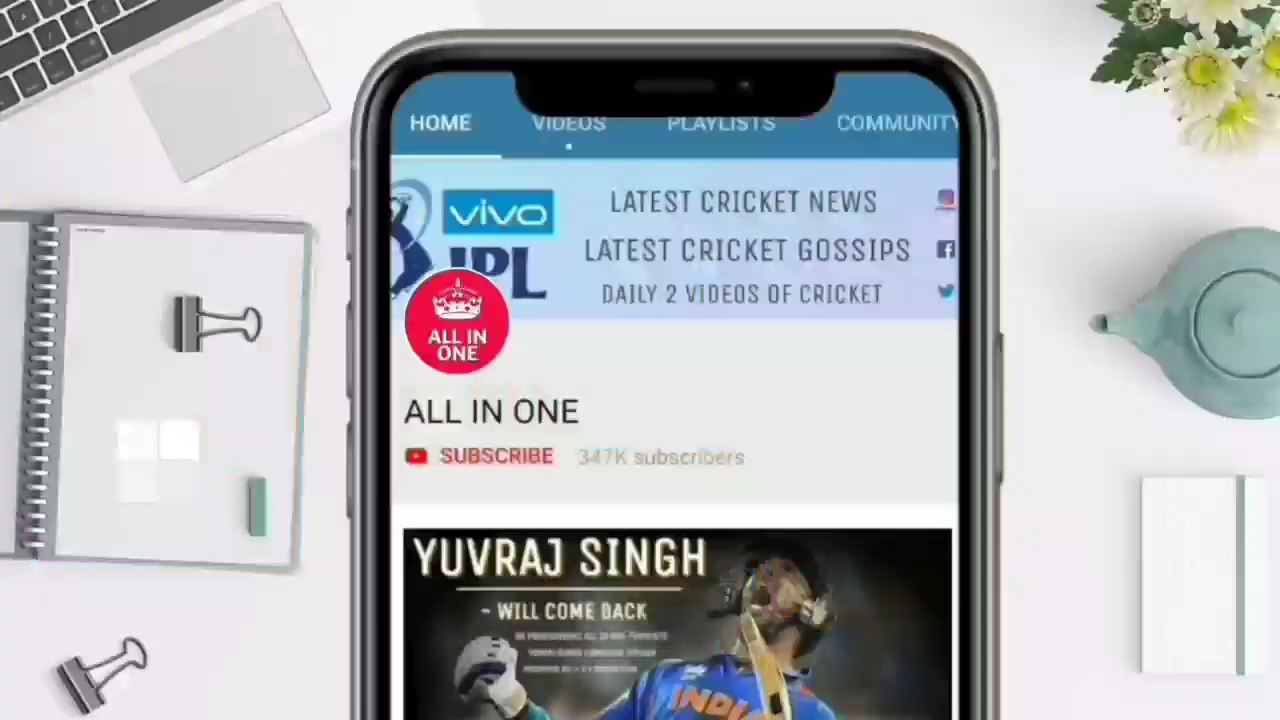 HOME VIDEOS PLAYLISTS COMMUNITY
vivo
IPL
LATEST CRICKET NEWS
LATEST CRICKET GOSSIPS
DAILY 2 VIDEOS OF CRICKET
ALL IN
ONE
ALL IN ONE
SUBSCRIBE 347K subscribers
YUVRAJ SINGH
- WILL COME BACK
INDIA